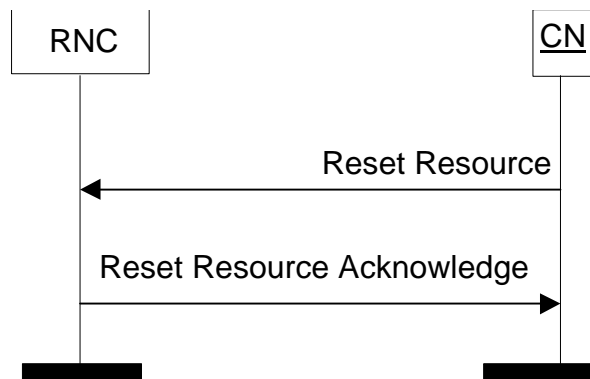 RNC
CN
Reset Resource
Reset Resource Acknowledge